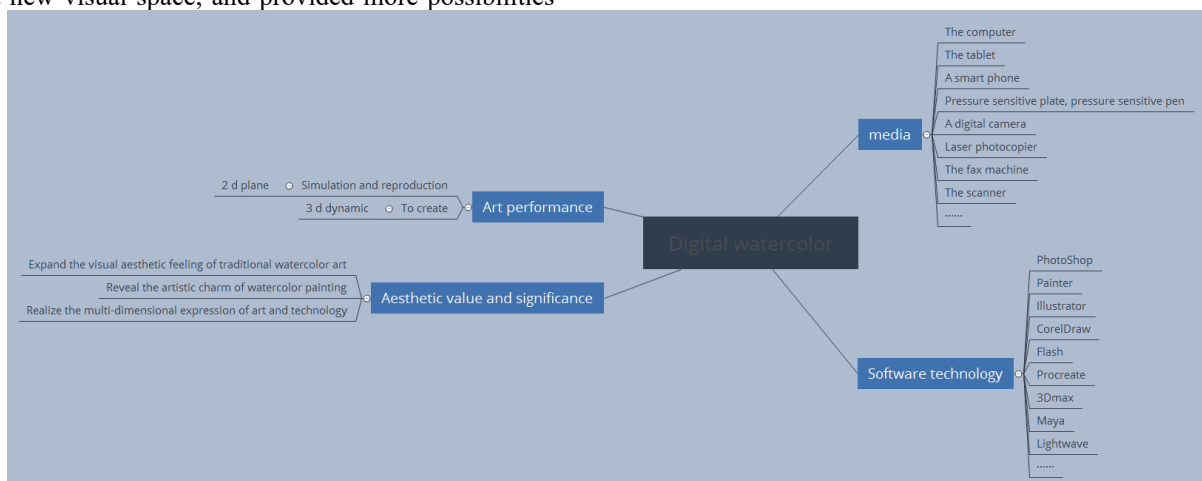 new visual space, and provided more possibilities
The computer
The tablet
A smart phone
Pressure sensitive plate, pressure sensitive pen
media
A digital camera
Laser photocopier
The fax machine
The scanner
......
2 d plane
Simulation and reproduction
3 d dynamic
To create
Art performance
Digital watercolor
Expand the visual aesthetic feeling of traditional watercolor art
Reveal the artistic charm of watercolor painting
Realize the multi-dimensional expression of art and technology
Aesthetic value and significance
PhotoShop
Painter
Illustrator
CorelDraw
Flash
Software technology
Procreate
3Dmax
Maya
Lightwave
......